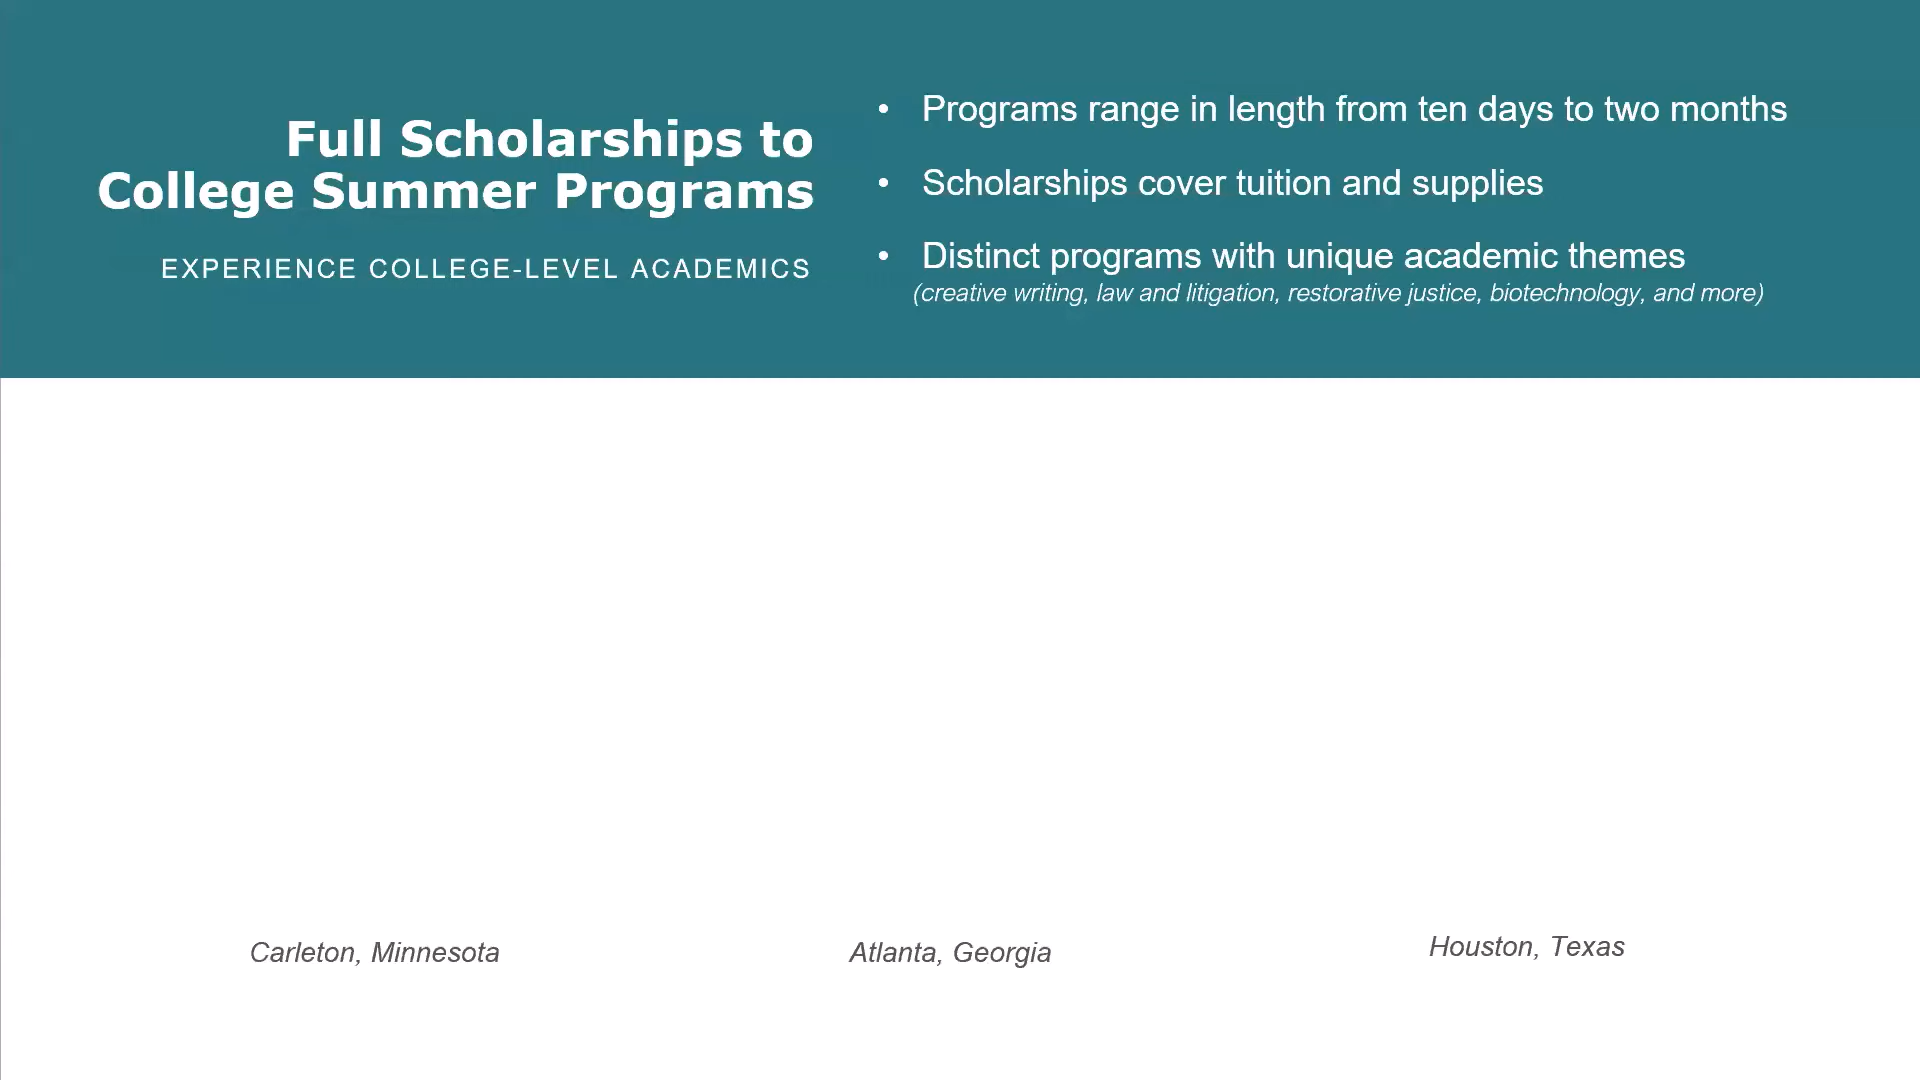 Full Scholarships to
College Summer Programs
EXPERIENCE COLLEGE-LEVEL ACADEMICS
• Programs range in length from ten days to two months
• Scholarships cover tuition and supplies
• Distinct programs with unique academic themes
(creative writing, law and litigation, restorative justice, biotechnology, and more)
Carleton, Minnesota
Atlanta, Georgia
Houston, Texas